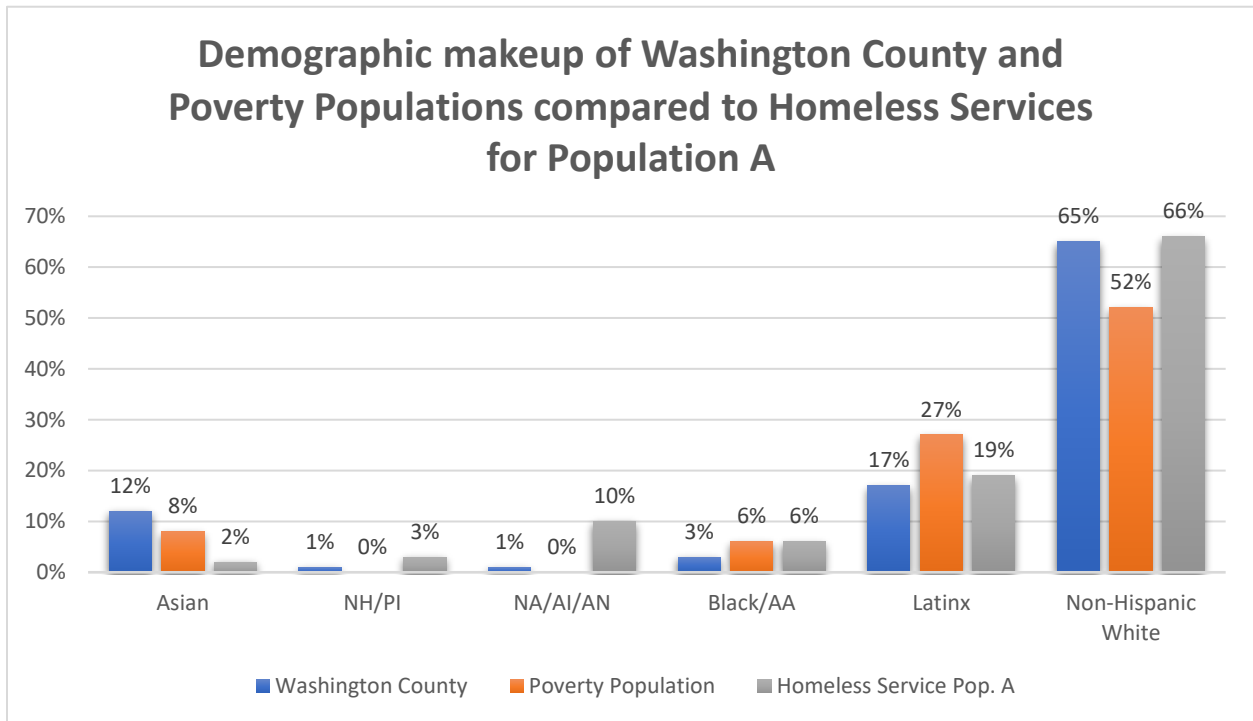 Demographic makeup of Washington County and
Poverty Populations compared to Homeless Services
for Population A
70%
60%
50%
40%
30%
20%
10%
0%
12%
8%
2%
1%
0%
3%
1%
0%
10%
3%
6%
6%
17%
27%
19%
65%
52%
66%
Asian
NH/PI
NA/AI/AN
Black/AA
Latinx
Non-Hispanic
White
Washington County
Poverty Population
Homeless Service Pop. A